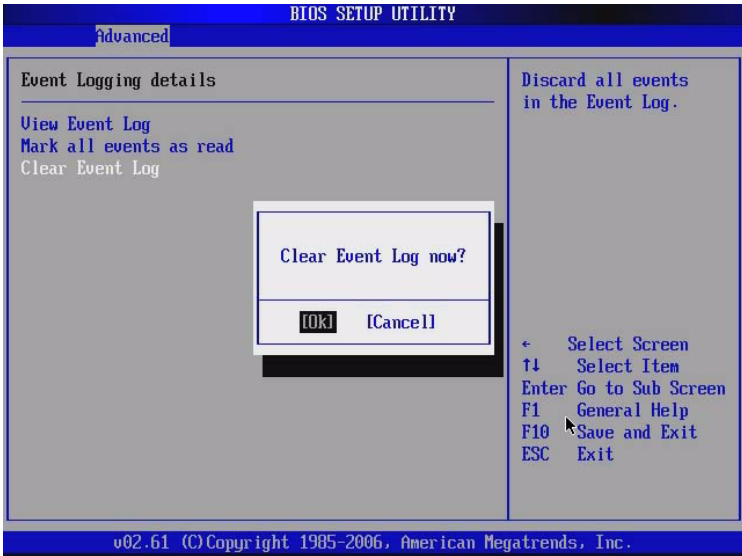 BIOS SETUP UTILITY
Advanced
Event Logging details
View Event Log
Mark all events as read
Clear Event Log
Discard all events
in the Event Log.
Clear Event Log now?
[Ok] [Cancel]
← Select Screen
↑↓ Select Item
Enter Go to Sub Screen
F1 General Help
F10 Save and Exit
ESC Exit
v02.61 (C)Copyright 1985-2006, American Megatrends, Inc.